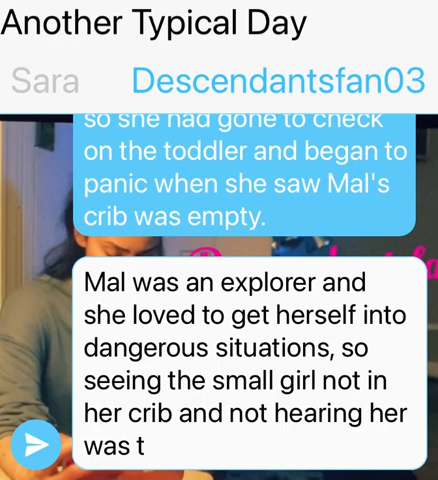 Another Typical Day
Sara Descendantsfan03
so she had gone to check
on the toddler and began to
panic when she saw Mal's
crib was empty.
Mal was an explorer and
she loved to get herself into
dangerous situations, so
seeing the small girl not in
her crib and not hearing her
was t